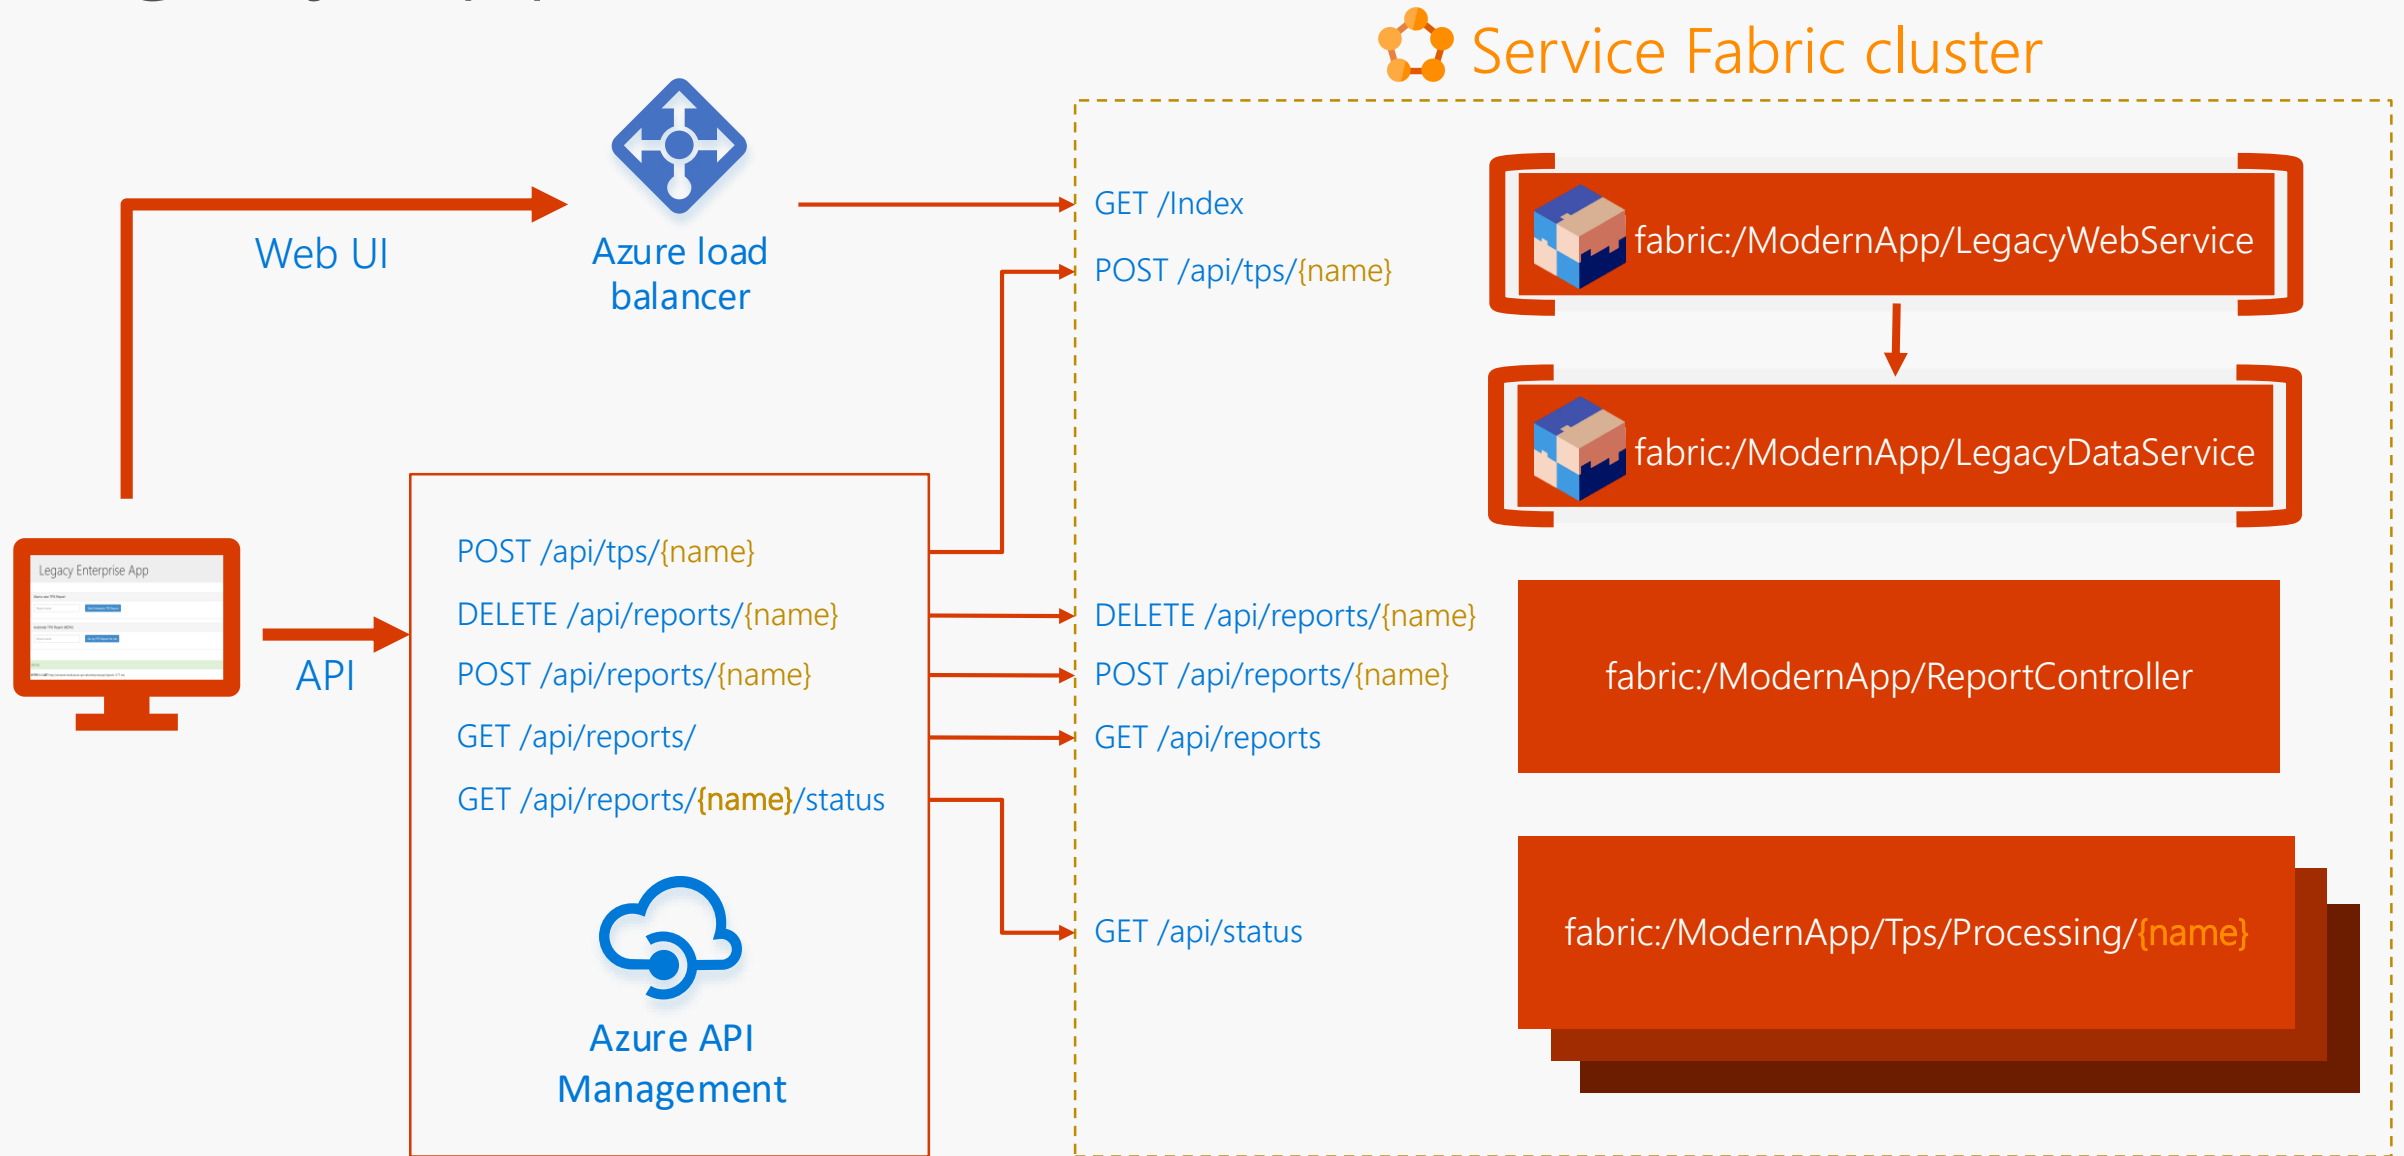 Service Fabric cluster
Web UI
Azure load
balancer
GET /Index
POST /api/tps/{name}
fabric:/ModernApp/LegacyWebService
fabric:/ModernApp/LegacyDataService
Legacy Enterprise App
API
POST /api/tps/{name}
DELETE /api/reports/{name}
POST /api/reports/{name}
GET /api/reports/
GET /api/reports/{name}/status
Azure API
Management
DELETE /api/reports/{name}
POST /api/reports/{name}
GET /api/reports
fabric:/ModernApp/ReportController
GET /api/status
fabric:/ModernApp/Tps/Processing/{name}